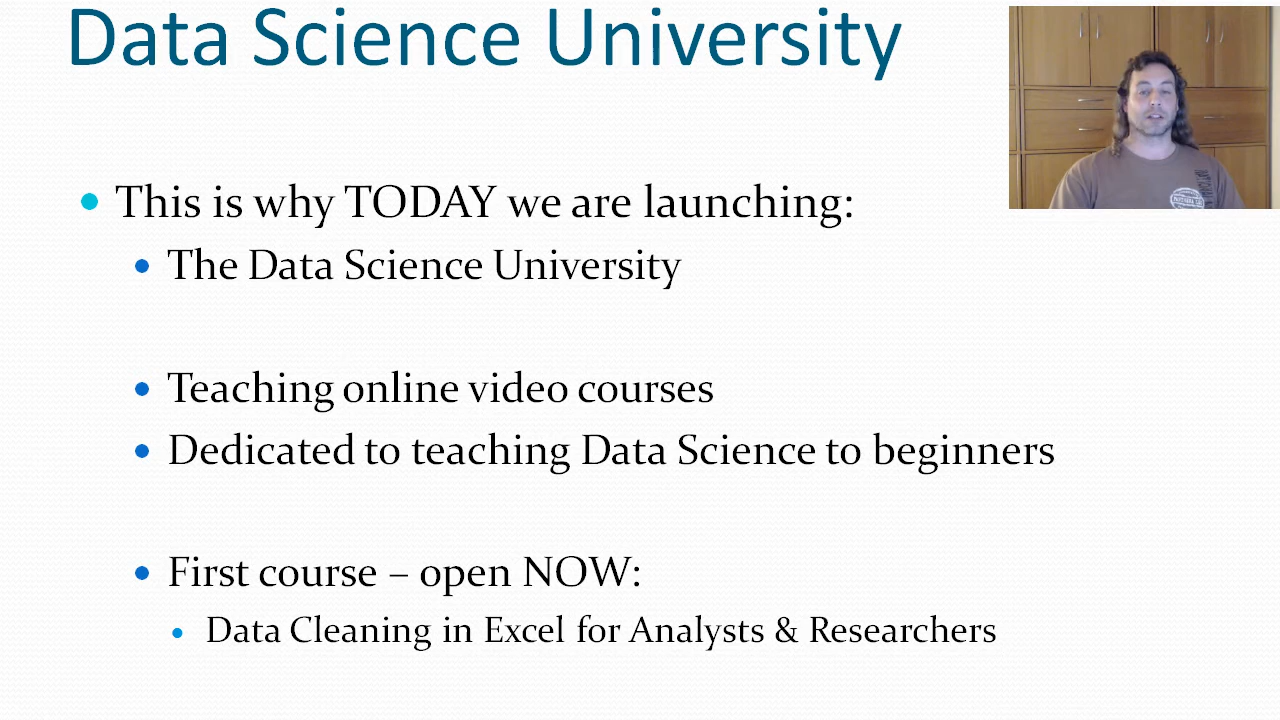 Data Science University
This is why TODAY we are launching:
The Data Science University
Teaching online video courses
Dedicated to teaching Data Science to beginners
First course – open NOW:
Data Cleaning in Excel for Analysts & Researchers